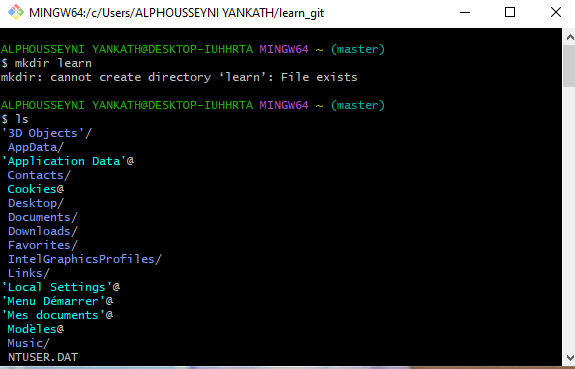 MINGW64:/c/Users/ALPHOUSSEYNI YANKATH/learn_git
ALPHOUSSEYNI YANKATH@DESKTOP-IUHHRTA MINGW64 ~ (master)
$ mkdir learn
mkdir: cannot create directory ‘learn’: File exists
ALPHOUSSEYNI YANKATH@DESKTOP-IUHHRTA MINGW64 ~ (master)
$ ls
'3D Objects'/
AppData/
'Application Data'@
Contacts/
Cookies@
Desktop/
Documents/
Downloads/
Favorites/
IntelGraphicsProfiles/
Links/
'Local Settings'@
'Menu Démarrer'@
'Mes documents'@
Modèles@
Music/
NTUSER.DAT